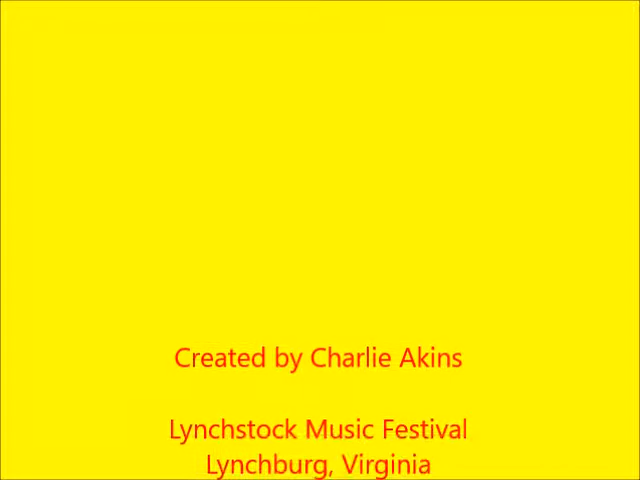 Created by Charlie Akins
Lynchstock Music Festival
Lynchburg, Virginia